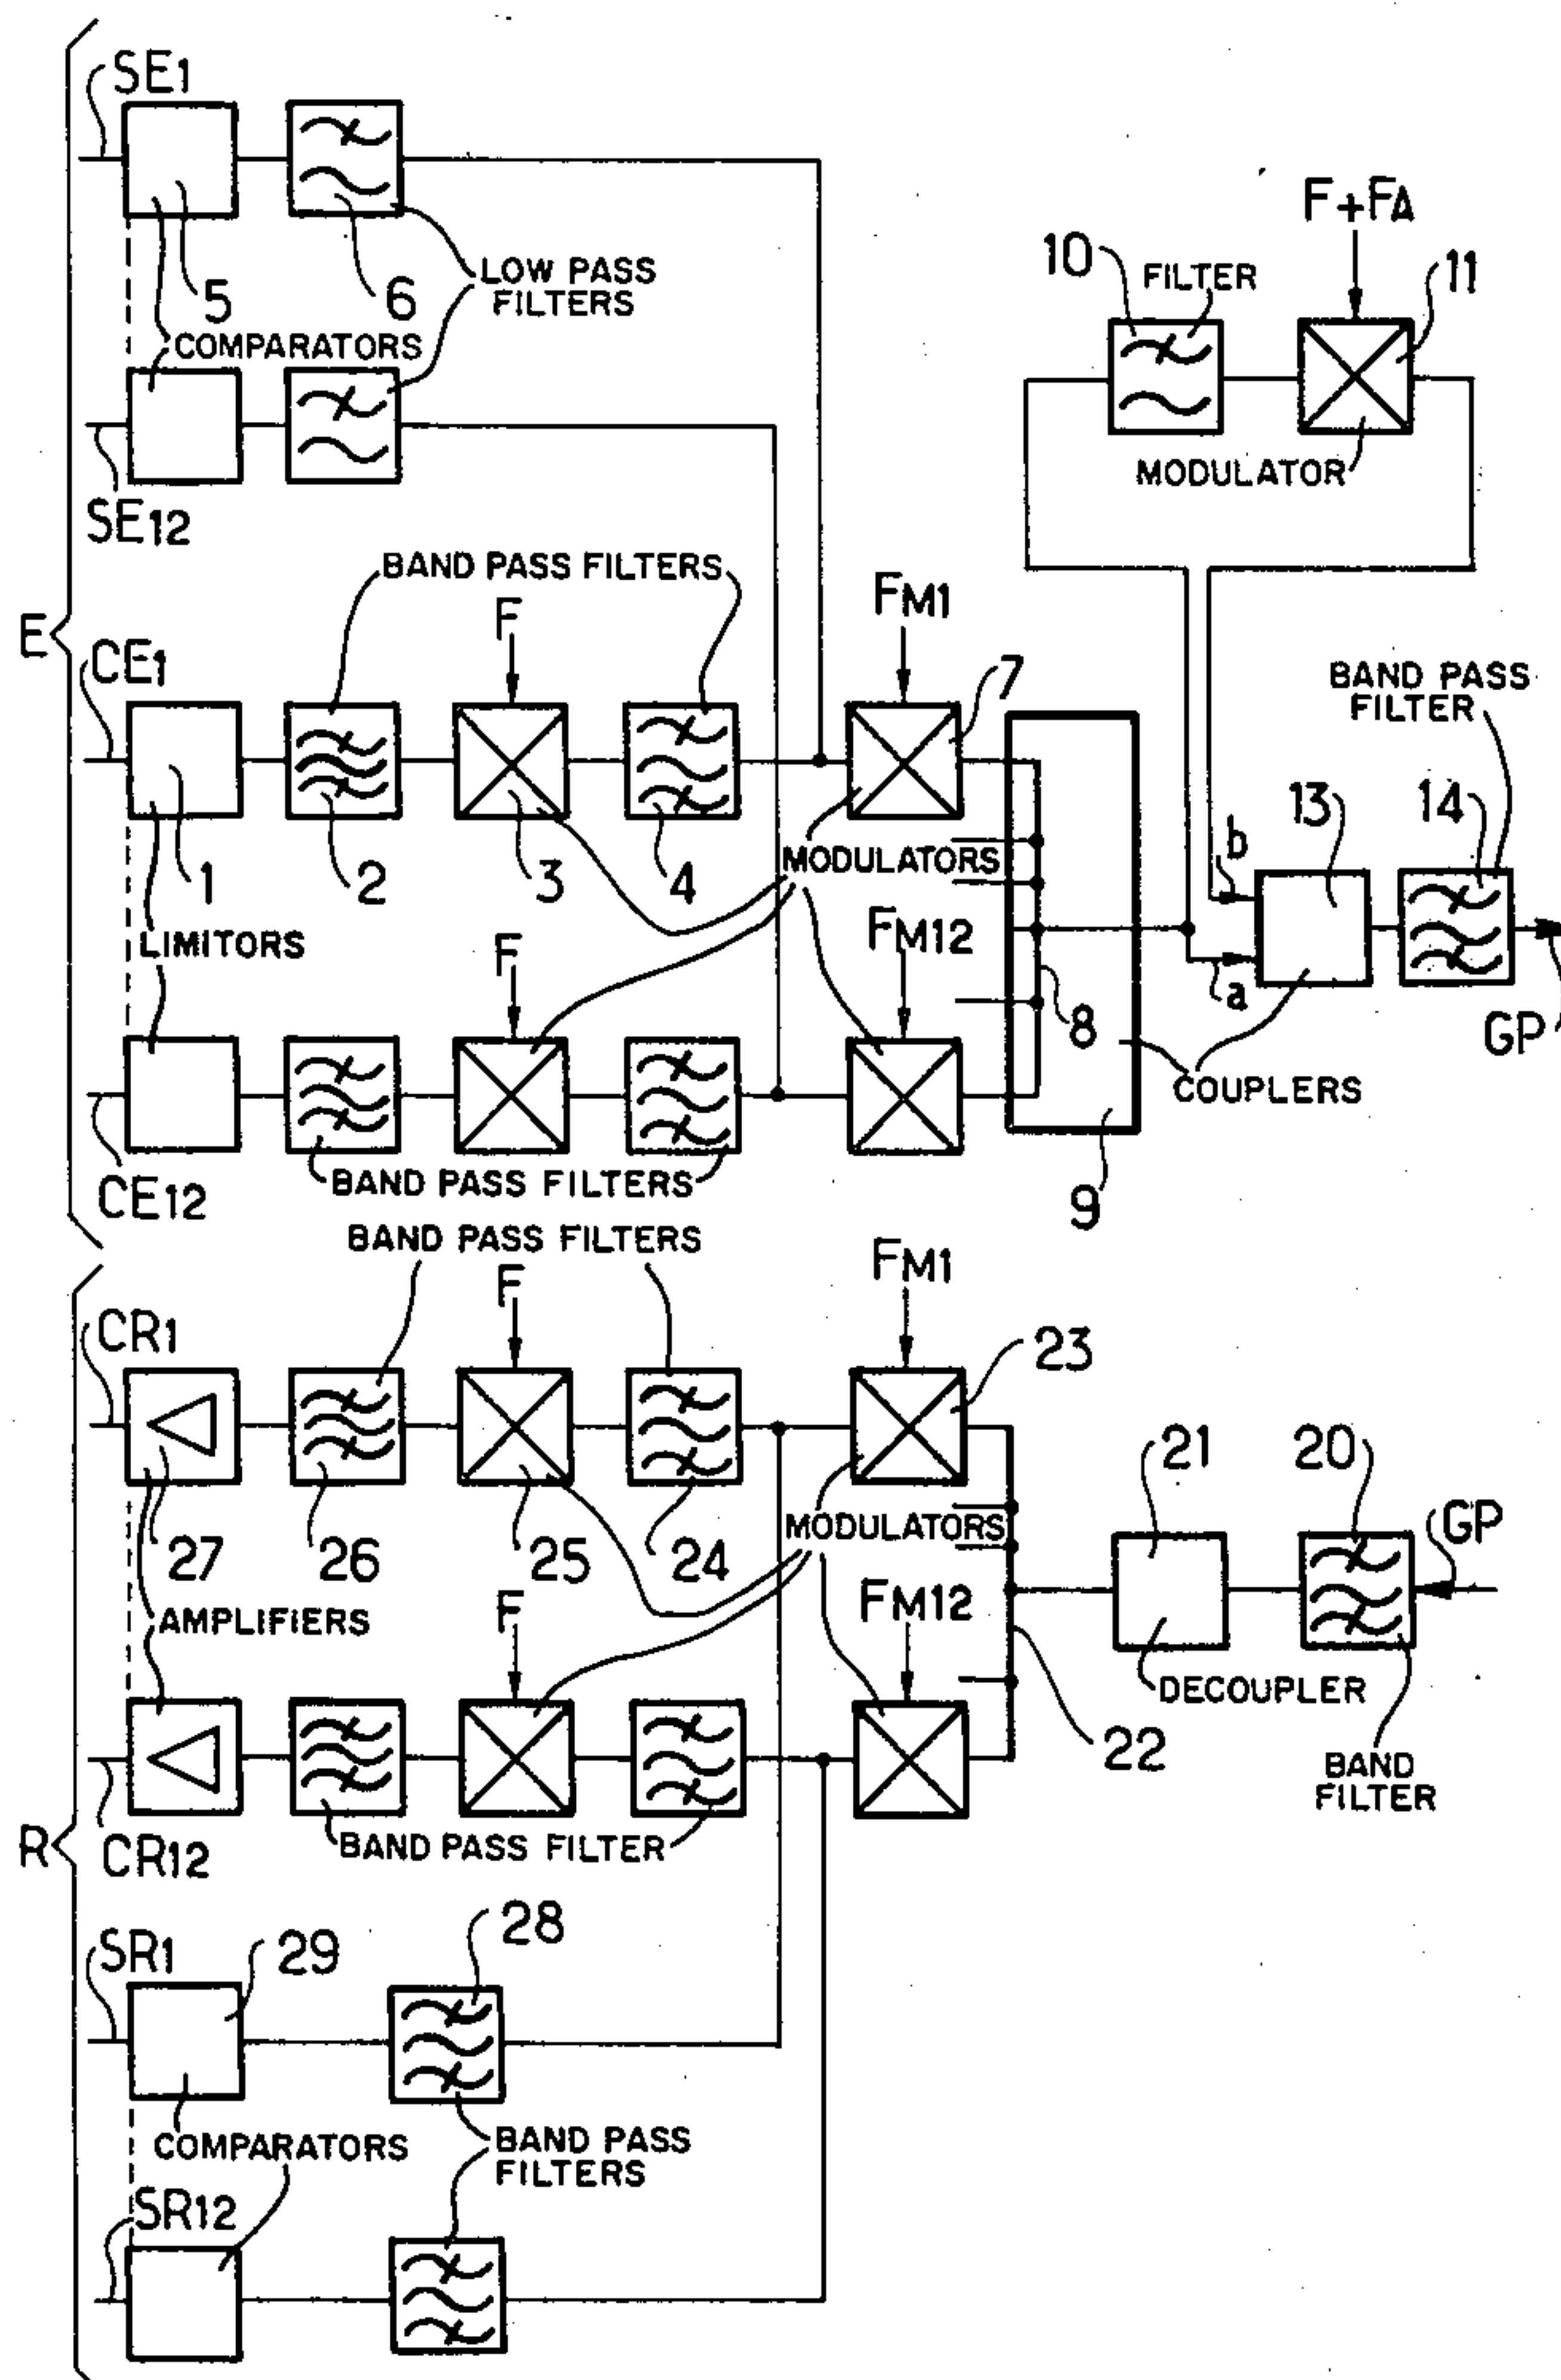 SE1
5
6
LOW PASS
FILTERS
COMPARATORS
SE12
F+FA
10
FILTER
11
MODULATOR
BAND PASS FILTERS
E
CE1
F
FM1
7
1
2
3
4
MODULATORS
LIMITORS
F
FM12
8
BAND PASS
FILTER
13
14
b
a
GP
COUPLERS
CE12
BAND PASS FILTERS
9
BAND PASS FILTERS
CR1
F
FM1
23
27
26
25
24
MODULATORS
21
20
GP
AMPLIFIERS
F
FM12
DECOUPLER
22
BAND
FILTER
R
CR12
BAND PASS FILTER
SR1
29
28
COMPARATORS
BAND PASS
FILTERS
SR12